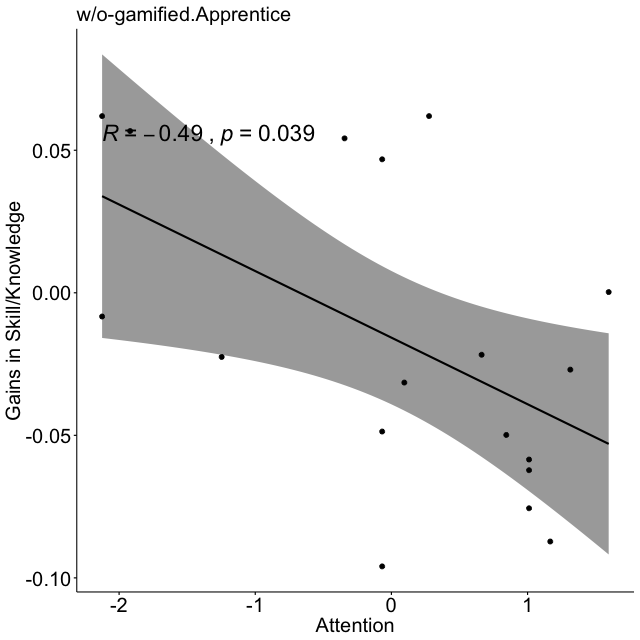 w/o-gamified.Apprentice
R = −0.49 , p = 0.039
Gains in Skill/Knowledge
0.05
0.00
-0.05
-0.10
-2 -1 0 1
Attention